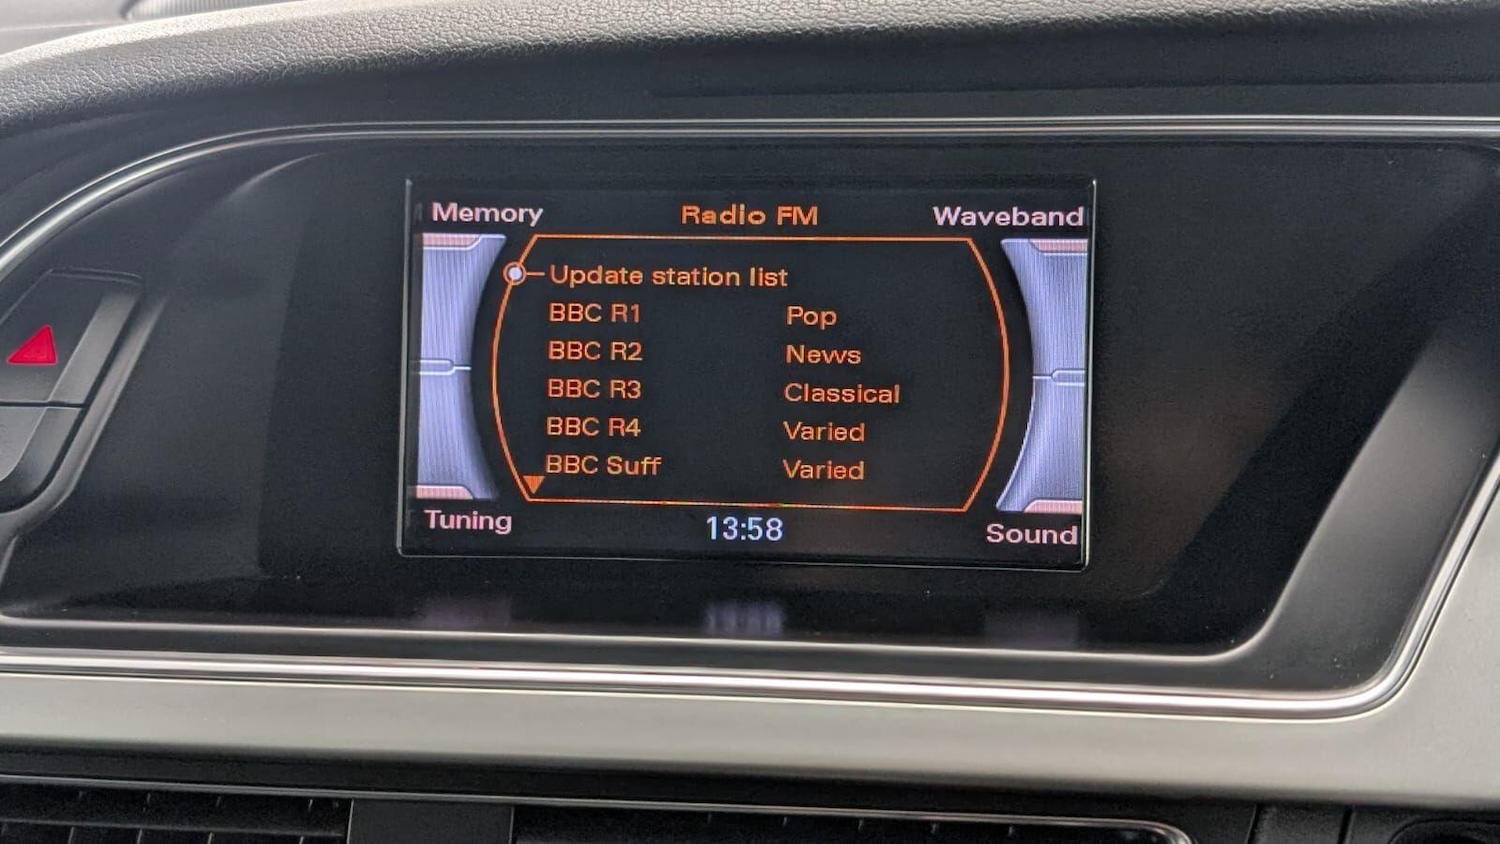 Memory Radio FM Waveband
Update station list
BBC R1 Pop
BBC R2 News
BBC R3 Classical
BBC R4 Varied
BBC Suff Varied
Tuning 13:58 Sound